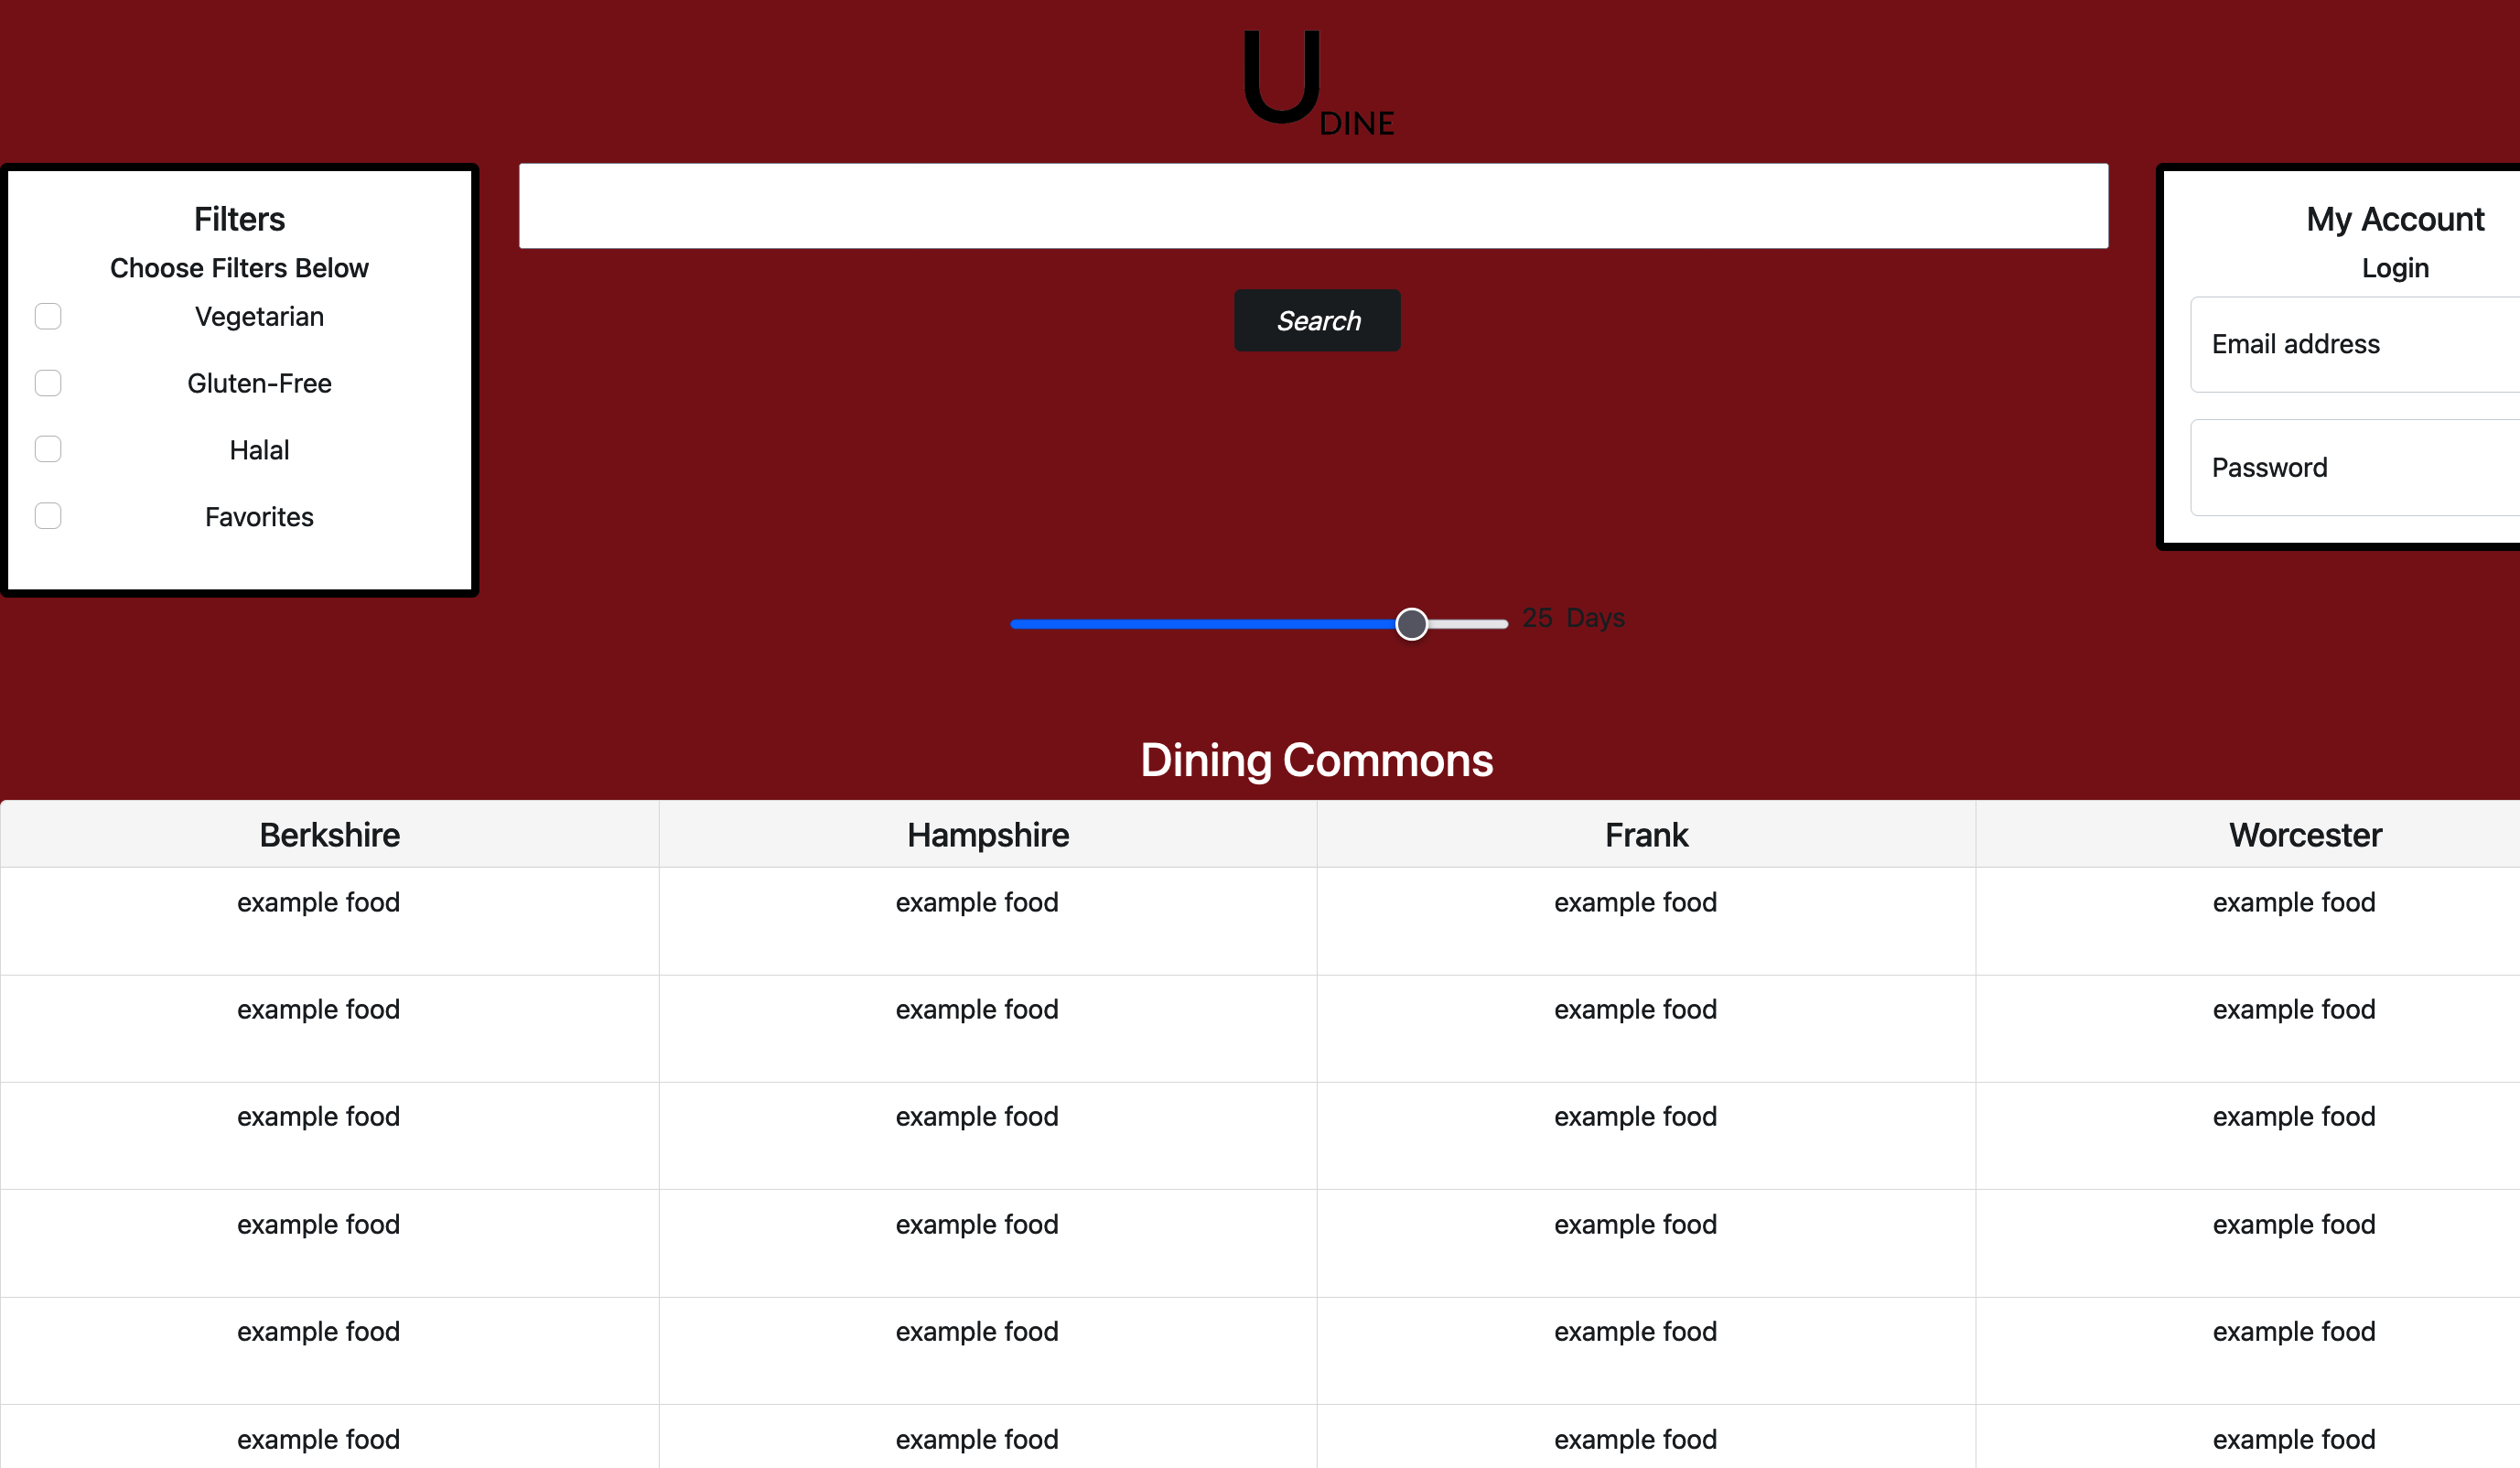 U DINE
Filters
Choose Filters Below
Vegetarian
Gluten-Free
Halal
Favorites
Search
My Account
Login
Email address
Password
25 Days
Dining Commons
Berkshire Hampshire Frank Worcester
example food example food example food example food
example food example food example food example food
example food example food example food example food
example food example food example food example food
example food example food example food example food
example food example food example food example food